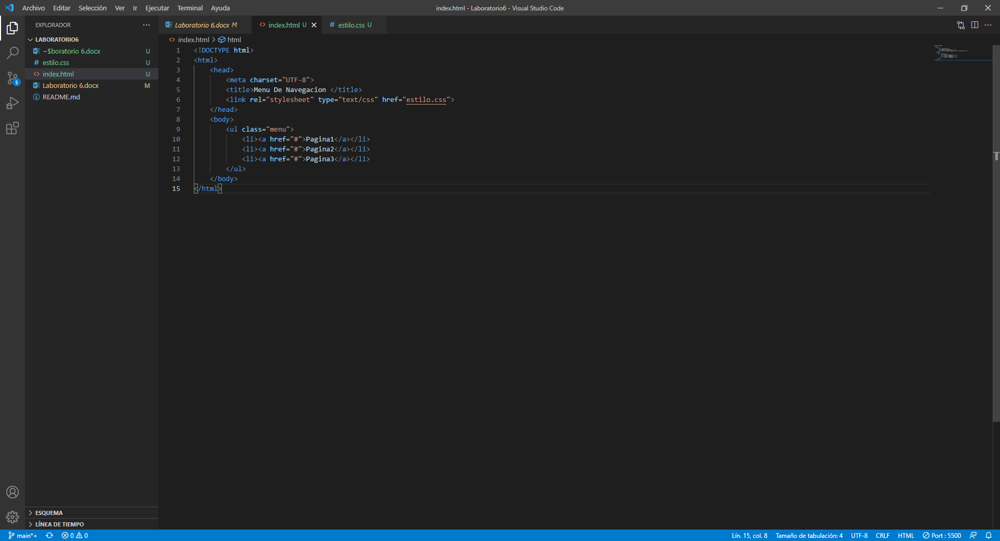 Archivo Editar Selección Ver Ir Ejecutar Terminal Ayuda
index.html - Laboratorio6 - Visual Studio Code
EXPLORADOR
LABORATORIO6
~$boratorio 6.docx U
estilo.css U
index.html U
Laboratorio 6.docx M
README.md
ESQUEMA
LÍNEA DE TIEMPO
5
Laboratorio 6.docx M
index.html U
estilo.css U
index.html > html
1 <!DOCTYPE html>
2 <html>
3 <head>
4 <meta charset="UTF-8">
5 <title>Menu De Navegacion </title>
6 <link rel="stylesheet" type="text/css" href="estilo.css">
7 </head>
8 <body>
9 <ul class="menu">
10 <li><a href="#">Pagina1</a></li>
11 <li><a href="#">Pagina2</a></li>
12 <li><a href="#">Pagina3</a></li>
13 </ul>
14 </body>
15 </html>
main*+ 0 0
Lín. 15, col. 8 Tamaño de tabulación: 4 UTF-8 CRLF HTML Port : 5500